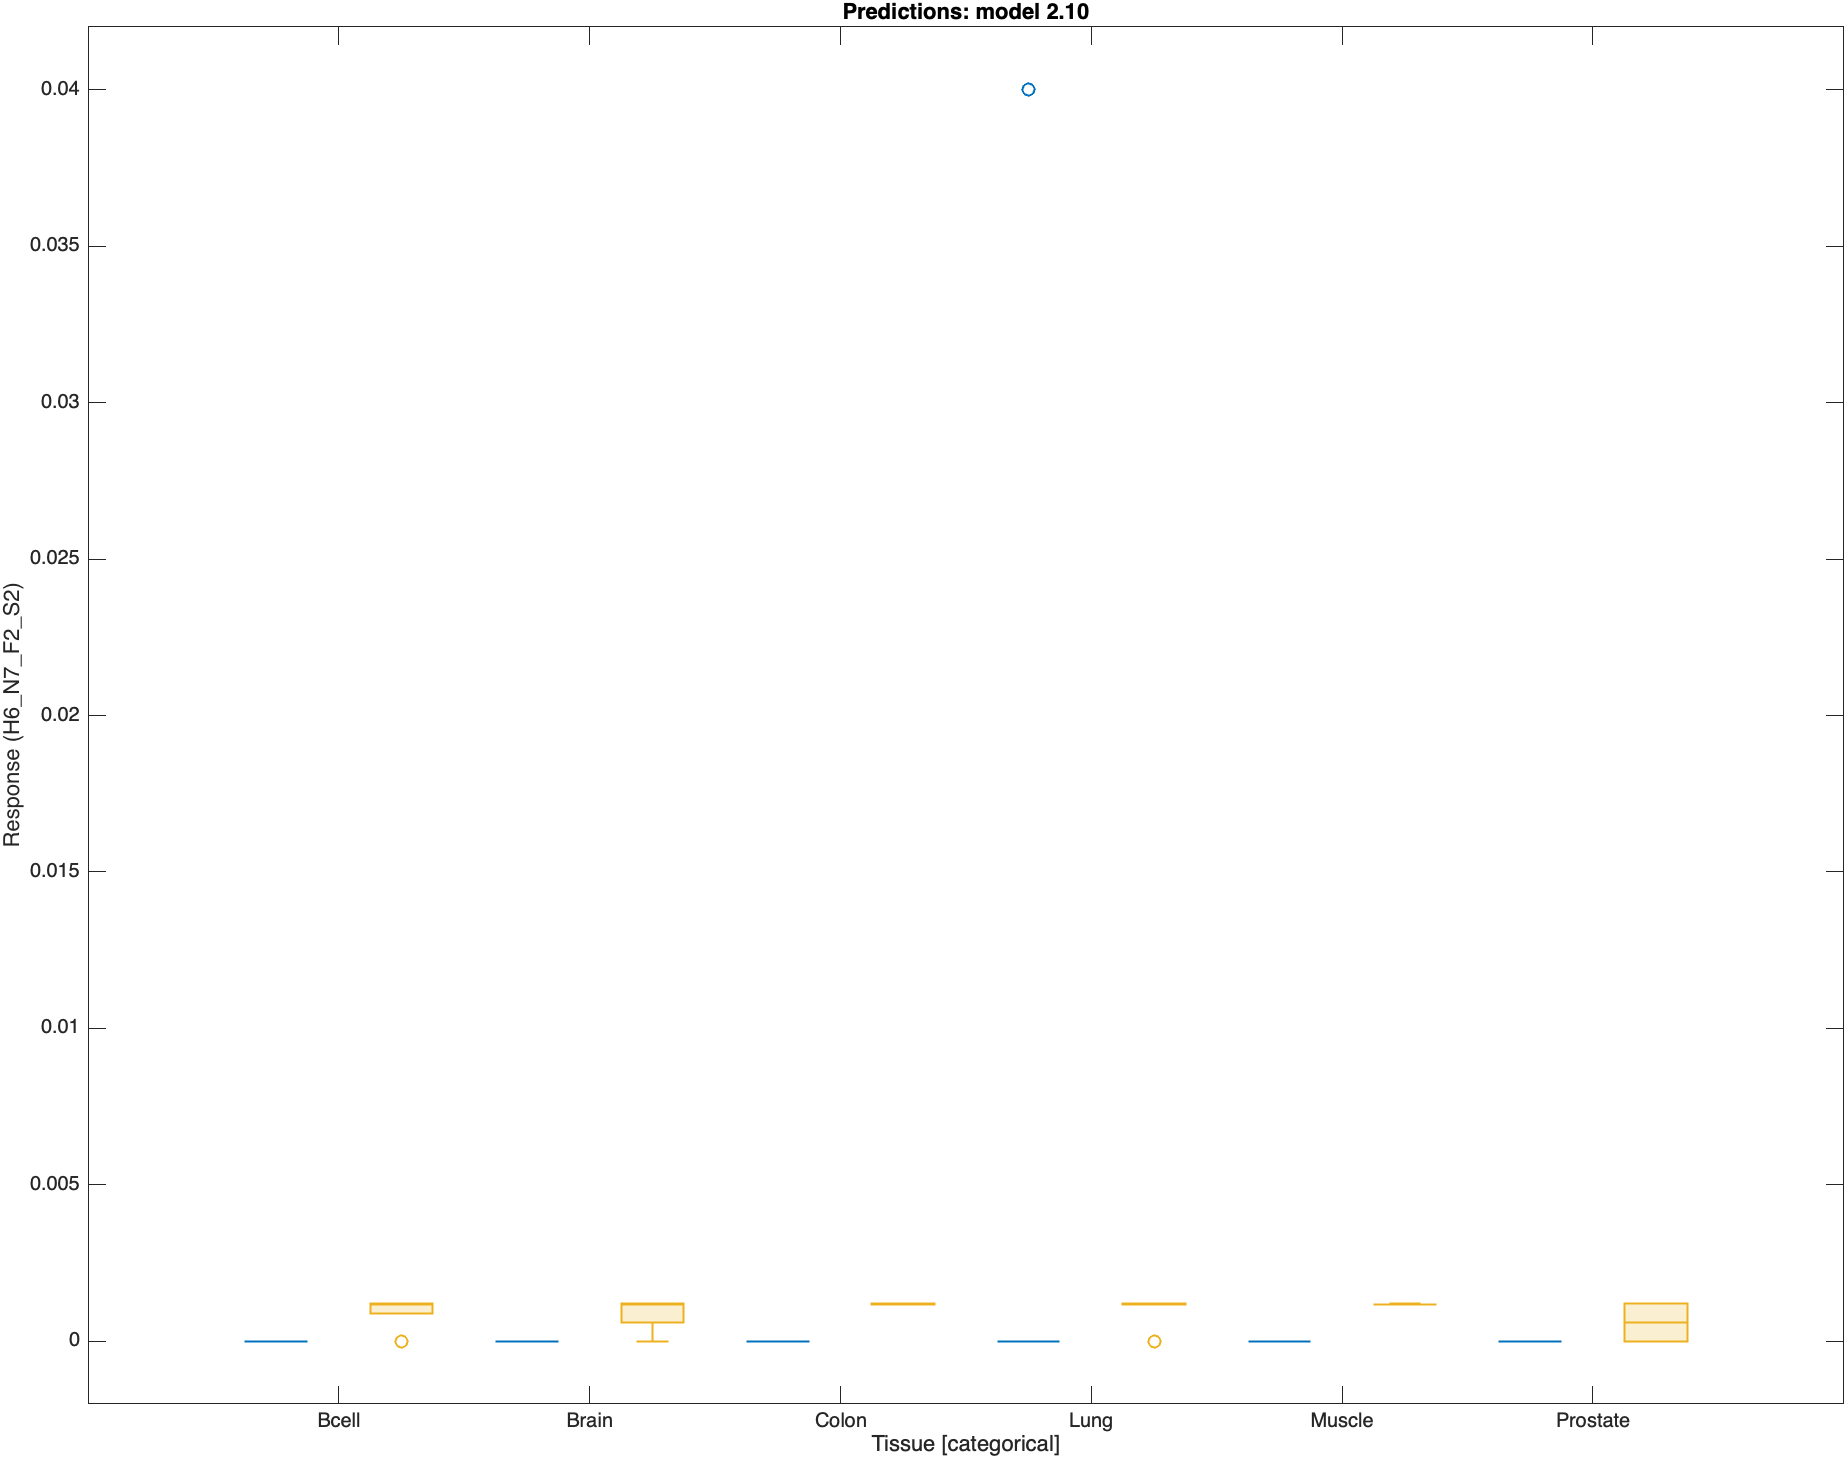 Predictions: model 2.10
0.04
0.035
0.03
0.025
0.02
0.015
0.01
0.005
0
Response (H6_N7_F2_S2)
Bcell Brain Colon Lung Muscle Prostate
Tissue [categorical]